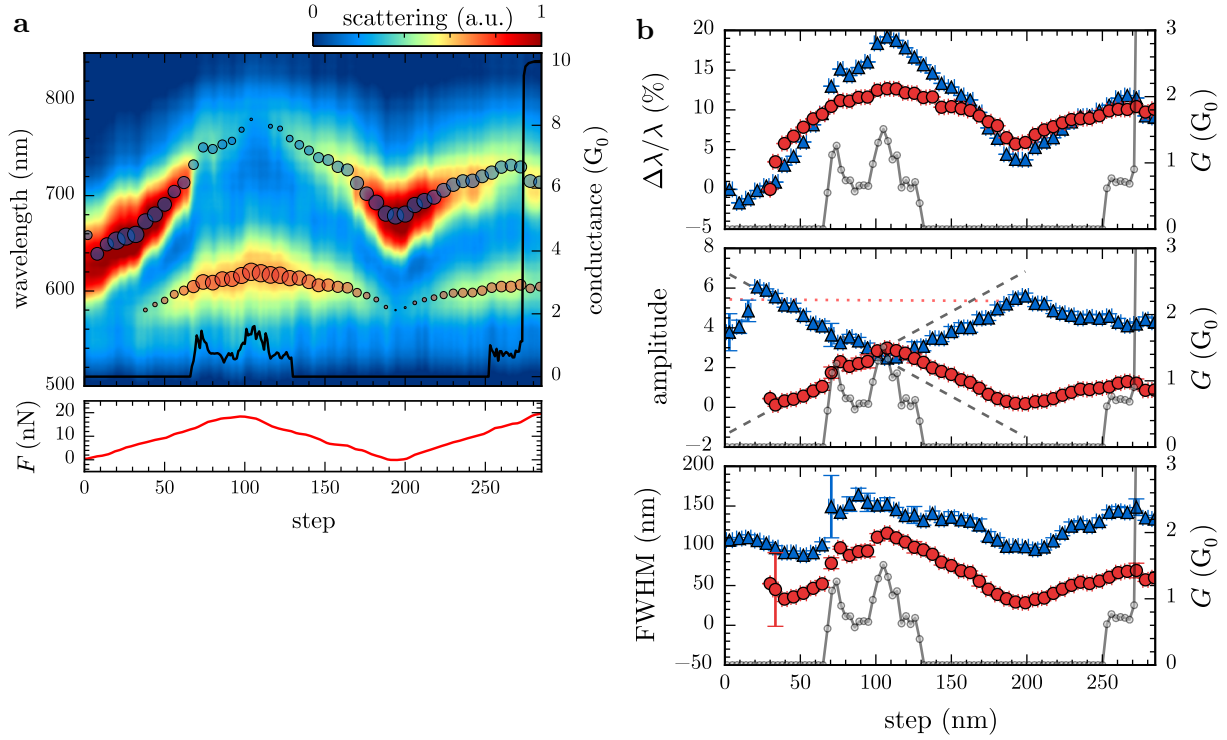 a
0 scattering (a.u.) 1
800
700
600
500
wavelength (nm)
10
8
6
4
2
0
conductance (G₀)
20
10
0
F (nN)
0 50 100 150 200 250
step
b
20
15
10
5
0
−5
Δλ/λ (%)
3
2
1
0
G (G₀)
8
6
4
2
0
−2
amplitude
3
2
1
0
G (G₀)
200
150
100
50
0
−50
FWHM (nm)
3
2
1
0
G (G₀)
0 50 100 150 200 250
step (nm)